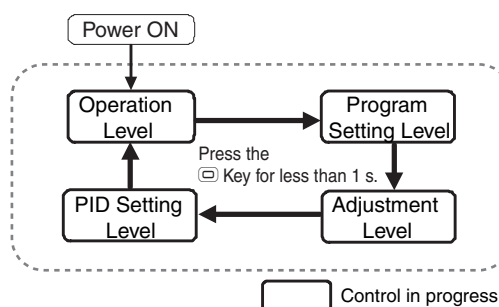 Power ON
Operation
Level
Program
Setting Level
Press the
Key for less than 1 s.
PID Setting
Level
Adjustment
Level
Control in progress